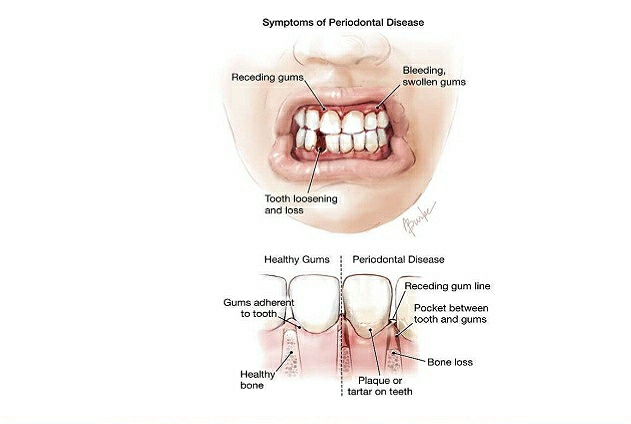 Symptoms of Periodontal Disease
Receding gums
Bleeding,
swollen gums
Tooth loosening
and loss
Healthy Gums
Periodontal Disease
Gums adherent
to tooth
Receding gum line
Pocket between
tooth and gums
Bone loss
Healthy
bone
Plaque or
tartar on teeth